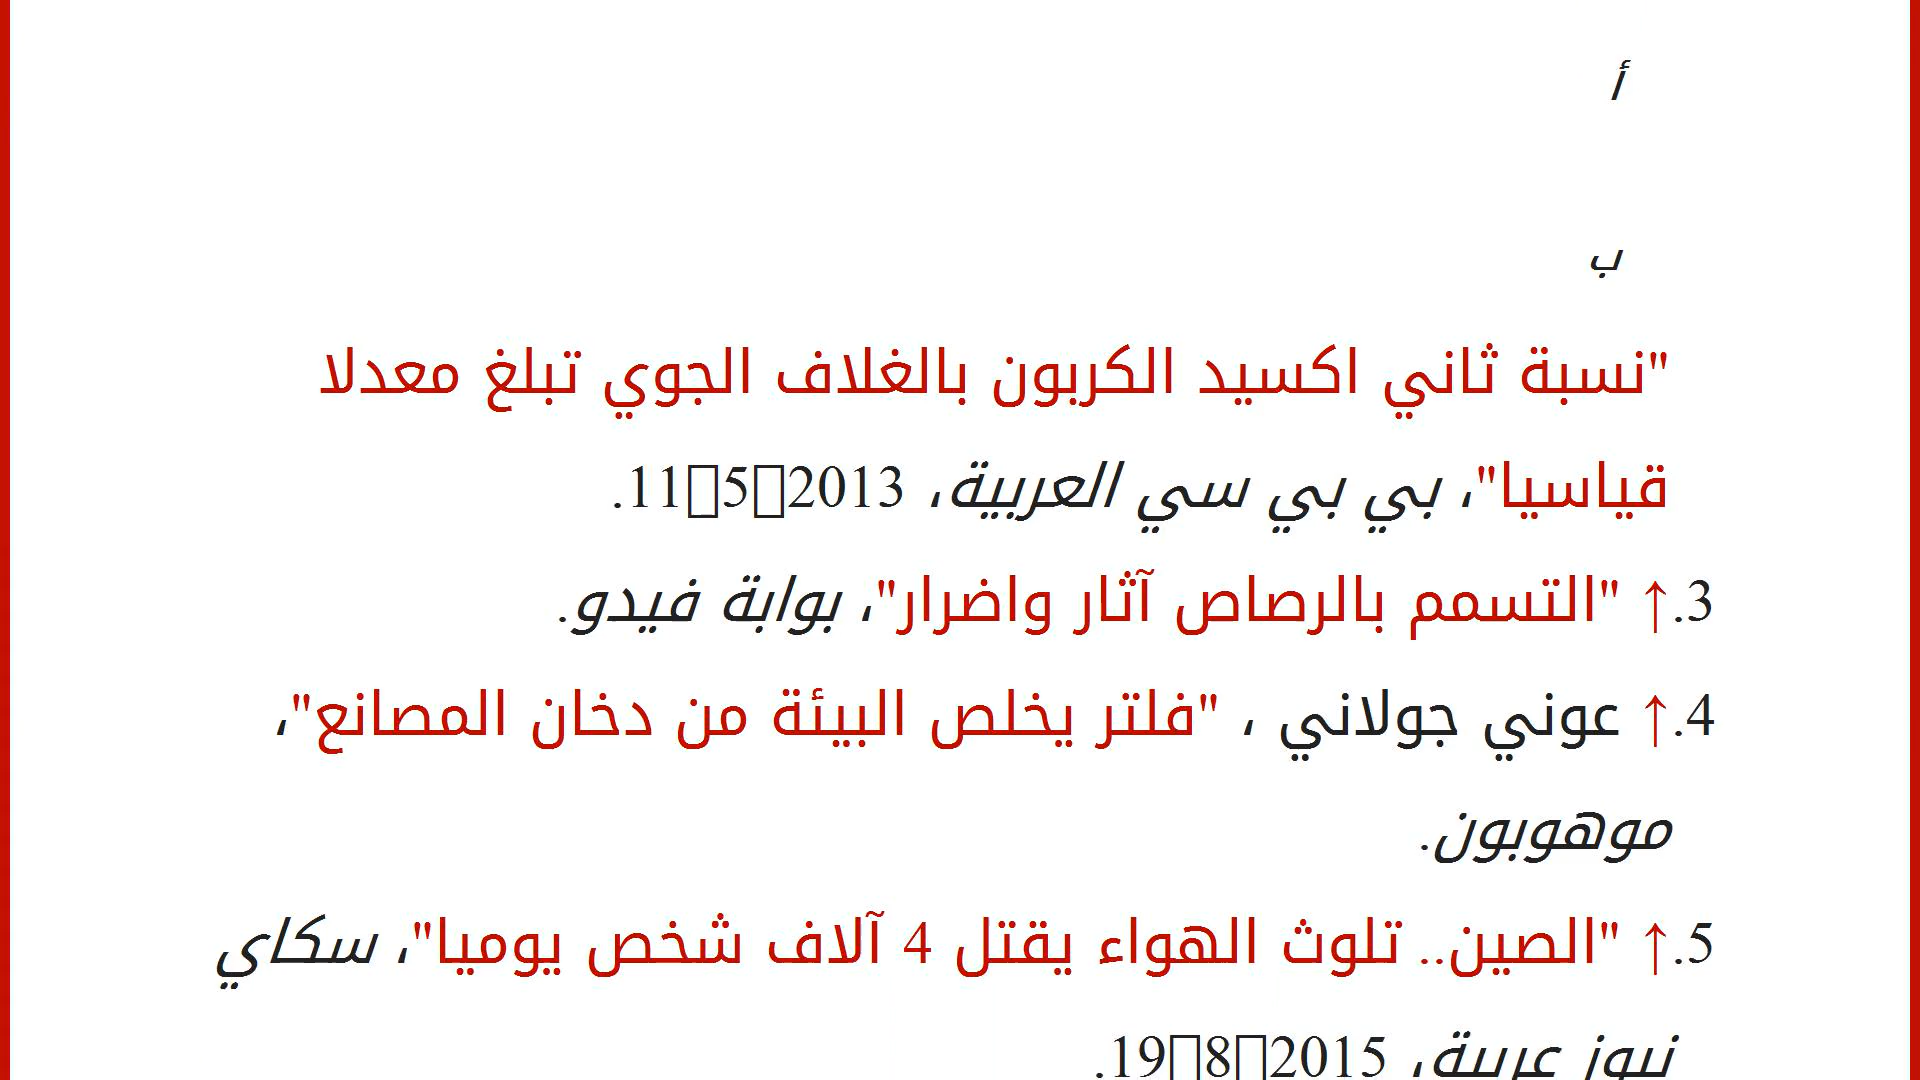 أ
ب
"نسبة ثاني اكسيد الكربون بالغلاف الجوي تبلغ معدلا
قياسيا"، بي بي سي العربية، 2013▯5▯11.
3.↑ "التسمم بالرصاص آثار واضرار"، بوابة فيدو.
4.↑ عوني جولاني ، "فلتر يخلص البيئة من دخان المصانع"،
موهوبون.
5.↑ "الصين.. تلوث الهواء يقتل 4 آلاف شخص يوميا"، سكاي
نيوز عربية، 2015▯8▯19.